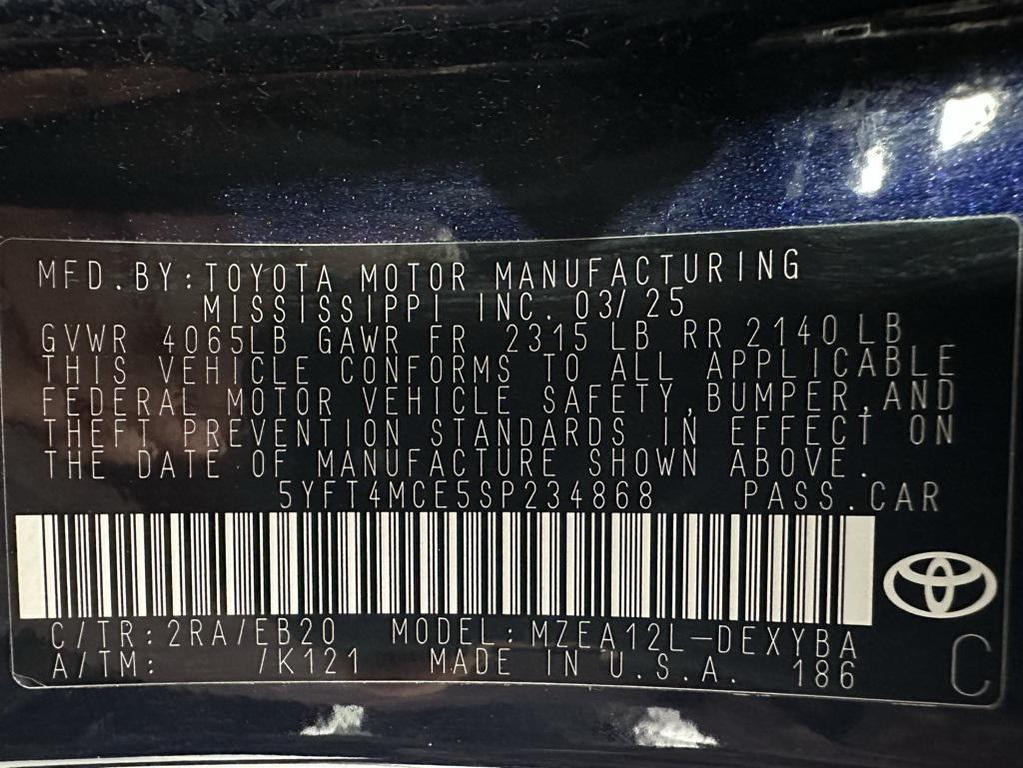 MFD.BY:TOYOTA MOTOR MANUFACTURING
MISSISSIPPI INC. 03/25
GVWR 4065LB GAWR FR 2315 LB RR 2140 LB
THIS VEHICLE CONFORMS TO ALL APPLICABLE
FEDERAL MOTOR VEHICLE SAFETY,BUMPER,AND
THEFT PREVENTION STANDARDS IN EFFECT ON
THE DATE OF MANUFACTURE SHOWN ABOVE.
5YFT4MCE5SP234868 PASS.CAR
C/TR:2RA/EB20 MODEL:MZEA12L-DEXYBA
A/TM: /K121 MADE IN U.S.A. 186
C